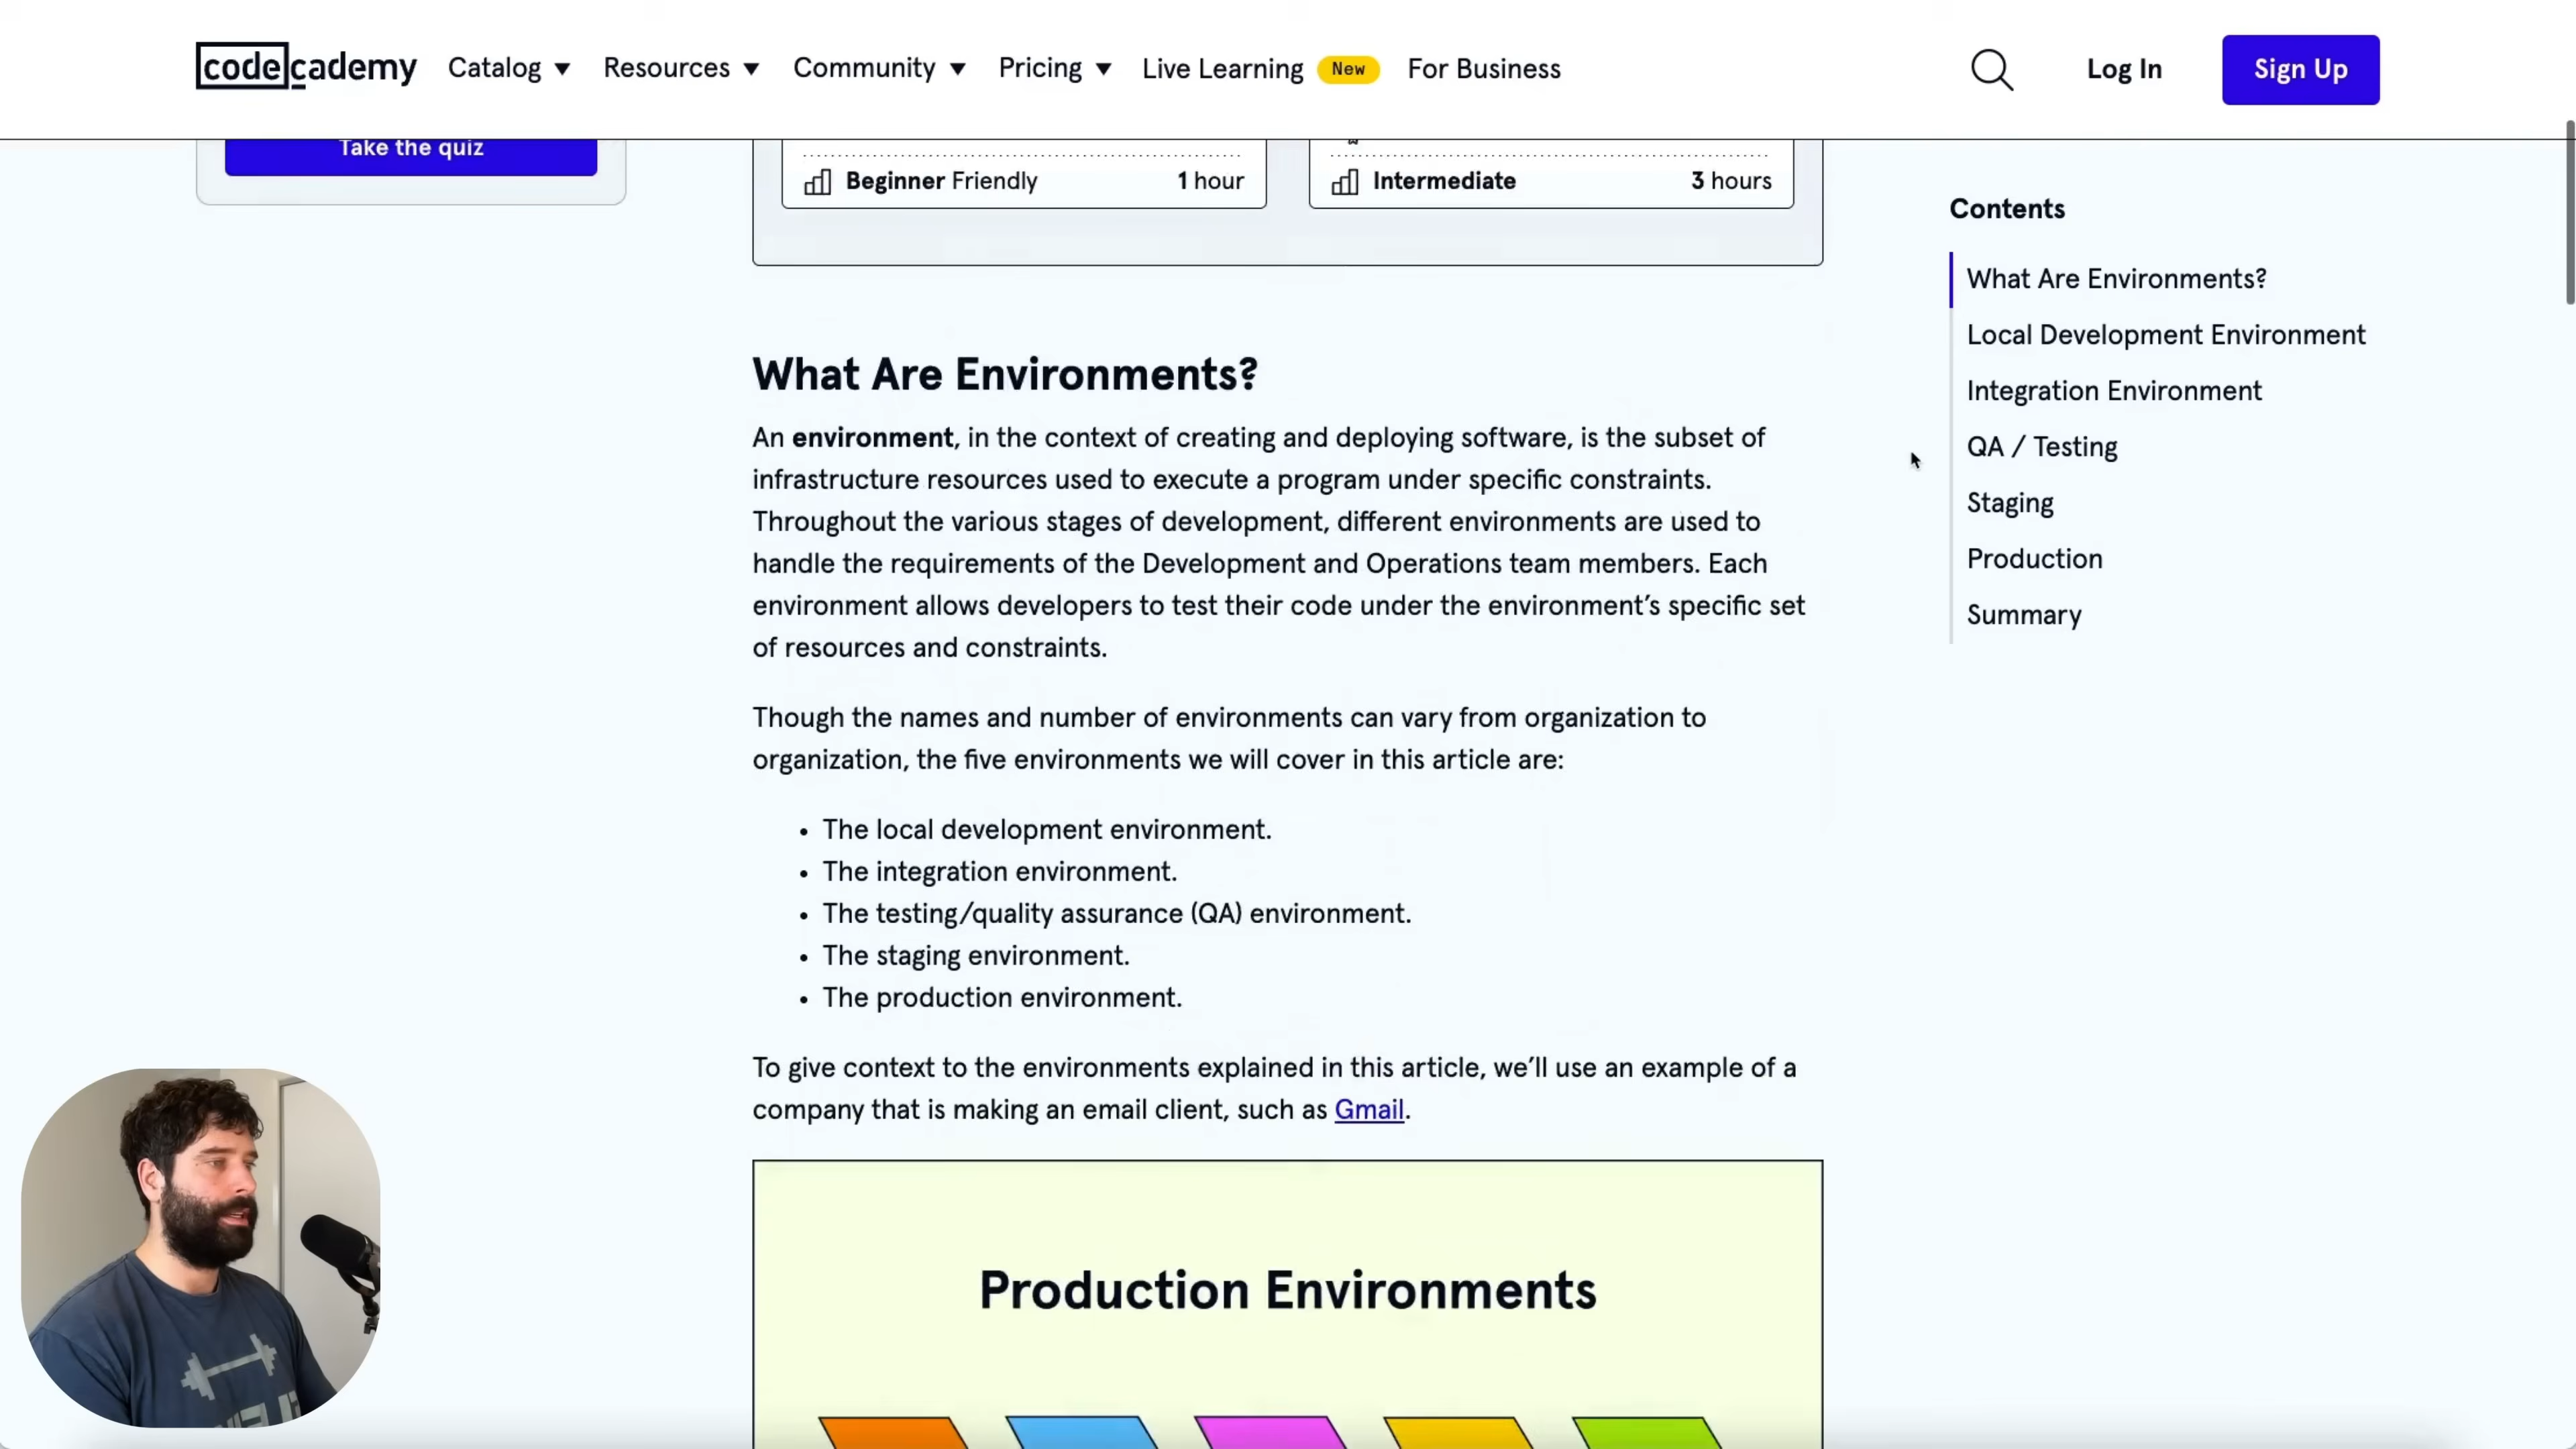 codecademy Catalog Resources Community Pricing Live Learning New For Business Log In Sign Up
Take the quiz
Beginner Friendly 1 hour
Intermediate 3 hours
What Are Environments?
An environment, in the context of creating and deploying software, is the subset of
infrastructure resources used to execute a program under specific constraints.
Throughout the various stages of development, different environments are used to
handle the requirements of the Development and Operations team members. Each
environment allows developers to test their code under the environment’s specific set
of resources and constraints.
Though the names and number of environments can vary from organization to
organization, the five environments we will cover in this article are:
• The local development environment.
• The integration environment.
• The testing/quality assurance (QA) environment.
• The staging environment.
• The production environment.
To give context to the environments explained in this article, we’ll use an example of a
company that is making an email client, such as Gmail.
Production Environments
Contents
What Are Environments?
Local Development Environment
Integration Environment
QA / Testing
Staging
Production
Summary